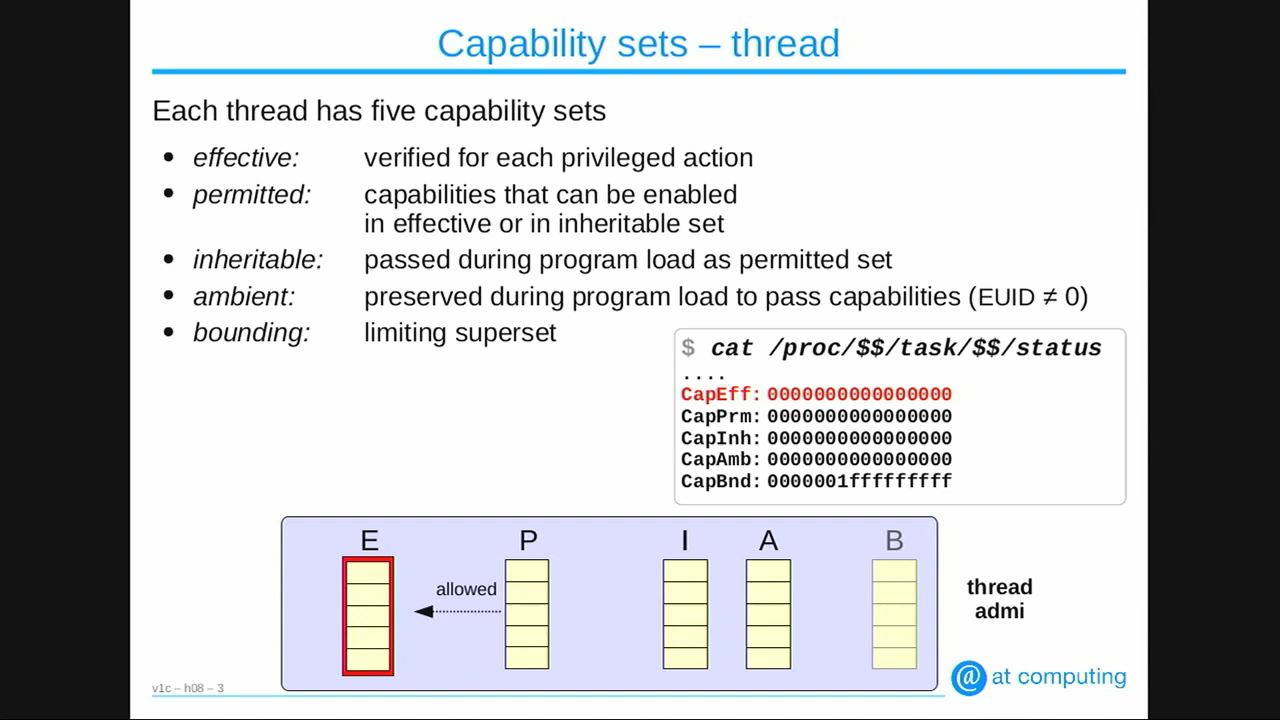 Capability sets – thread
Each thread has five capability sets
• effective: verified for each privileged action
• permitted: capabilities that can be enabled
in effective or in inheritable set
• inheritable: passed during program load as permitted set
• ambient: preserved during program load to pass capabilities (EUID ≠ 0)
• bounding: limiting superset
$ cat /proc/$$/task/$$/status
....
CapEff: 0000000000000000
CapPrm: 0000000000000000
CapInh: 0000000000000000
CapAmb: 0000000000000000
CapBnd: 0000001fffffffff
E P I A B
allowed
thread
admi
v1c – h08 – 3
@ at computing